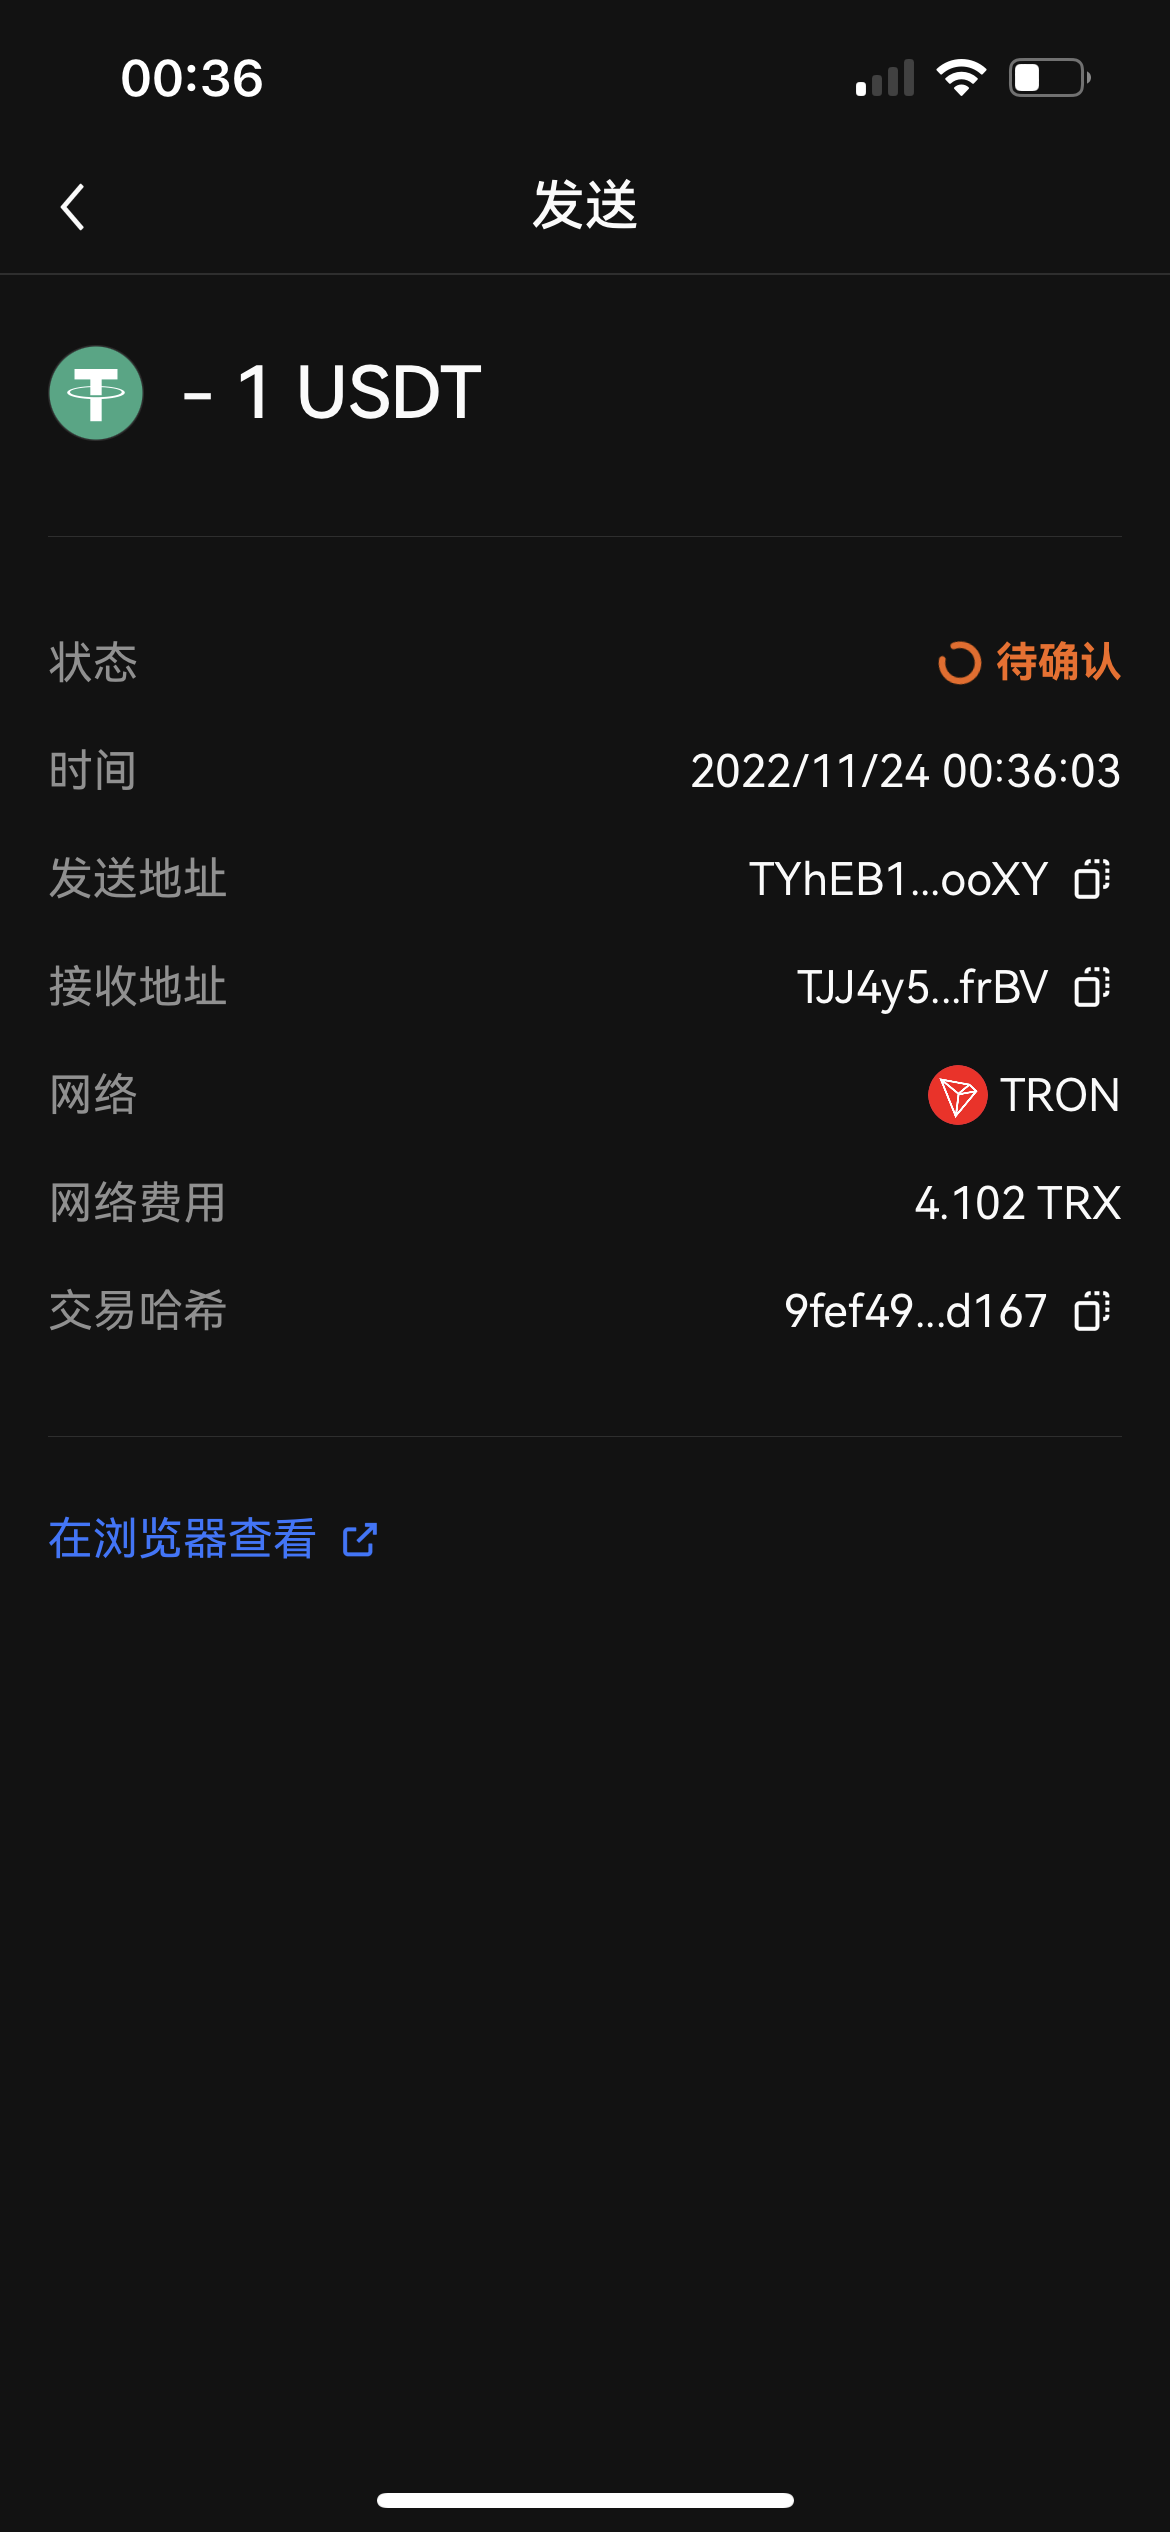 00:36
发送
- 1 USDT
状态 待确认
时间 2022/11/24 00:36:03
发送地址 TYhEB1...ooXY
接收地址 TJJ4y5...frBV
网络 TRON
网络费用 4.102 TRX
交易哈希 9fef49...d167
在浏览器查看